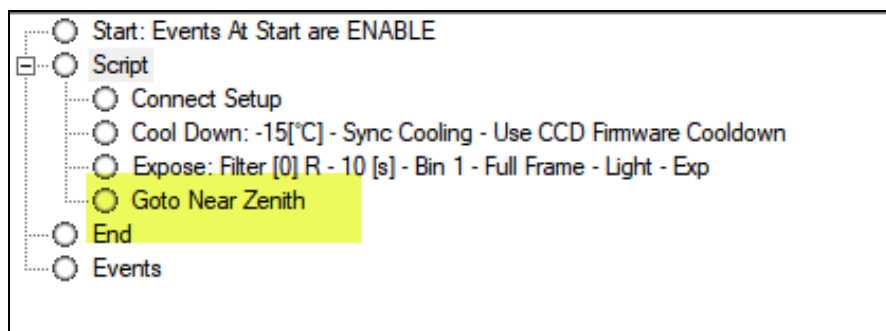 Start: Events At Start are ENABLE
Script
Connect Setup
Cool Down: -15[°C] - Sync Cooling - Use CCD Firmware Cooldown
Expose: Filter [0] R - 10 [s] - Bin 1 - Full Frame - Light - Exp
Goto Near Zenith
End
Events